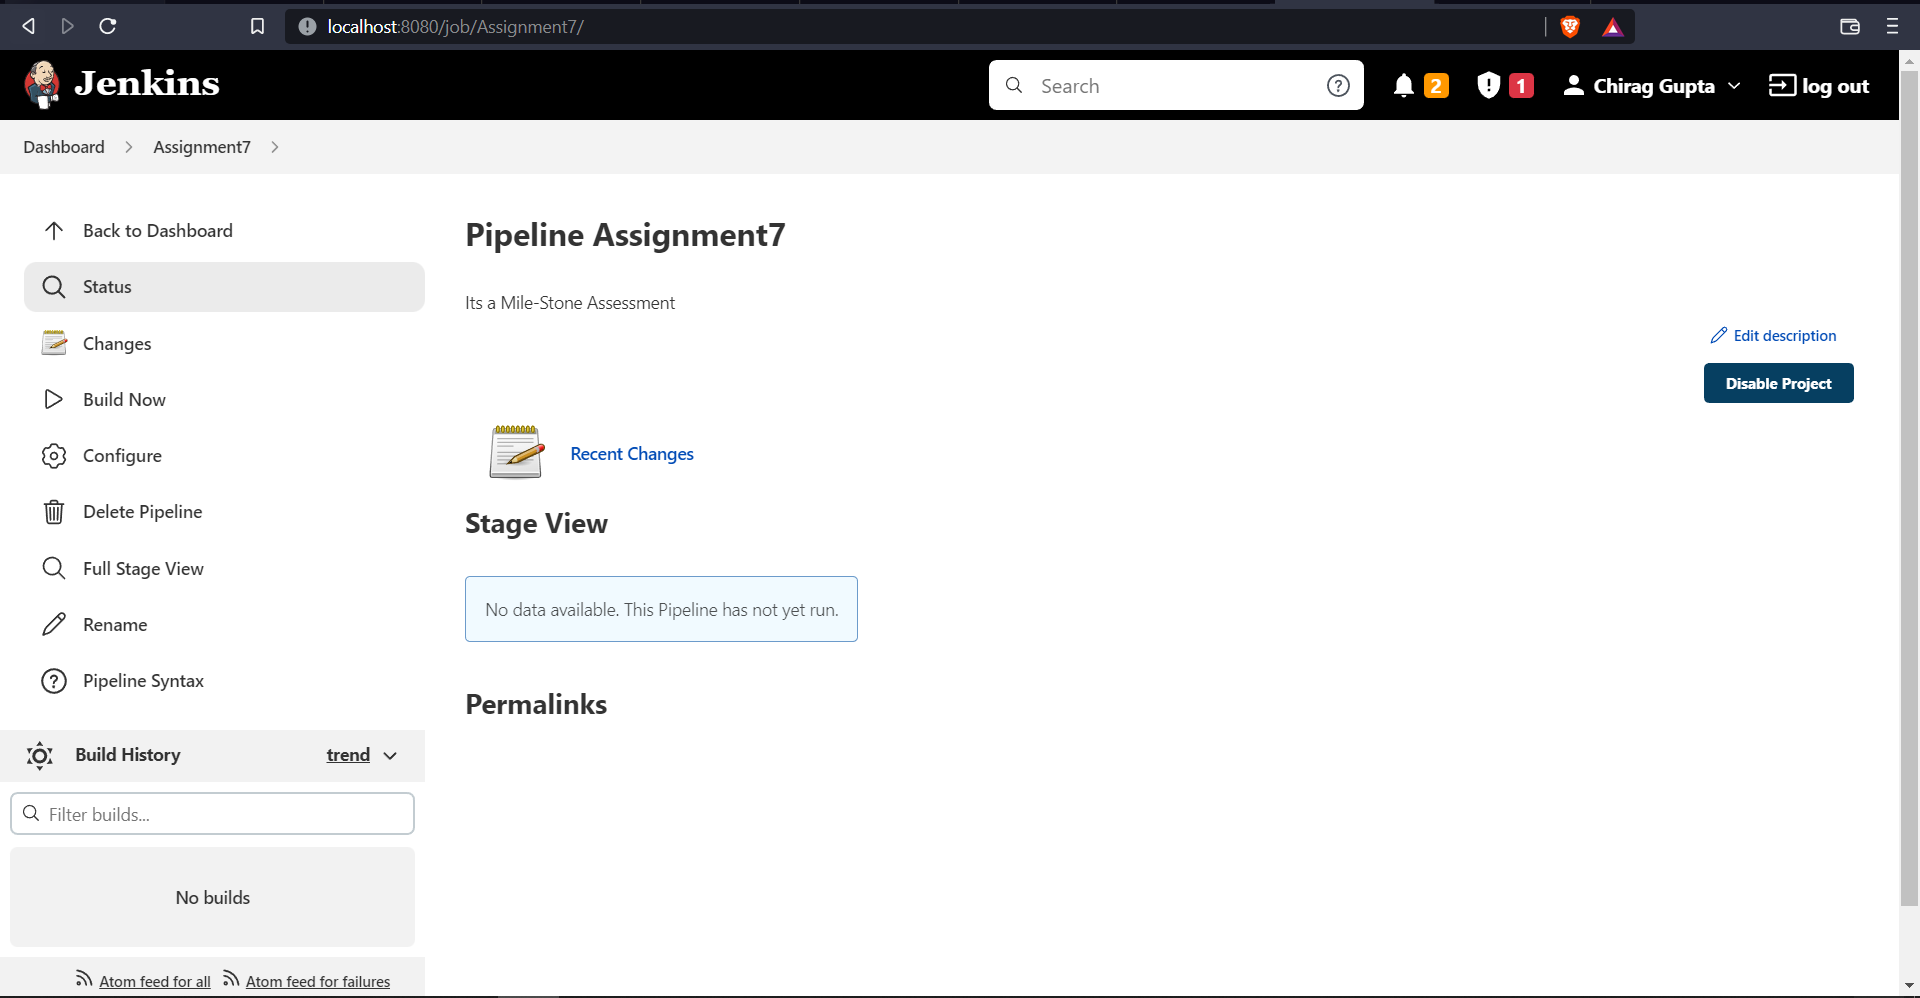 localhost:8080/job/Assignment7/
Jenkins
Search
2
1
Chirag Gupta
log out
Dashboard
Assignment7
Back to Dashboard
Status
Changes
Build Now
Configure
Delete Pipeline
Full Stage View
Rename
Pipeline Syntax
Build History
trend
Filter builds...
No builds
Atom feed for all
Atom feed for failures
Pipeline Assignment7
Its a Mile-Stone Assessment
Edit description
Disable Project
Recent Changes
Stage View
No data available. This Pipeline has not yet run.
Permalinks